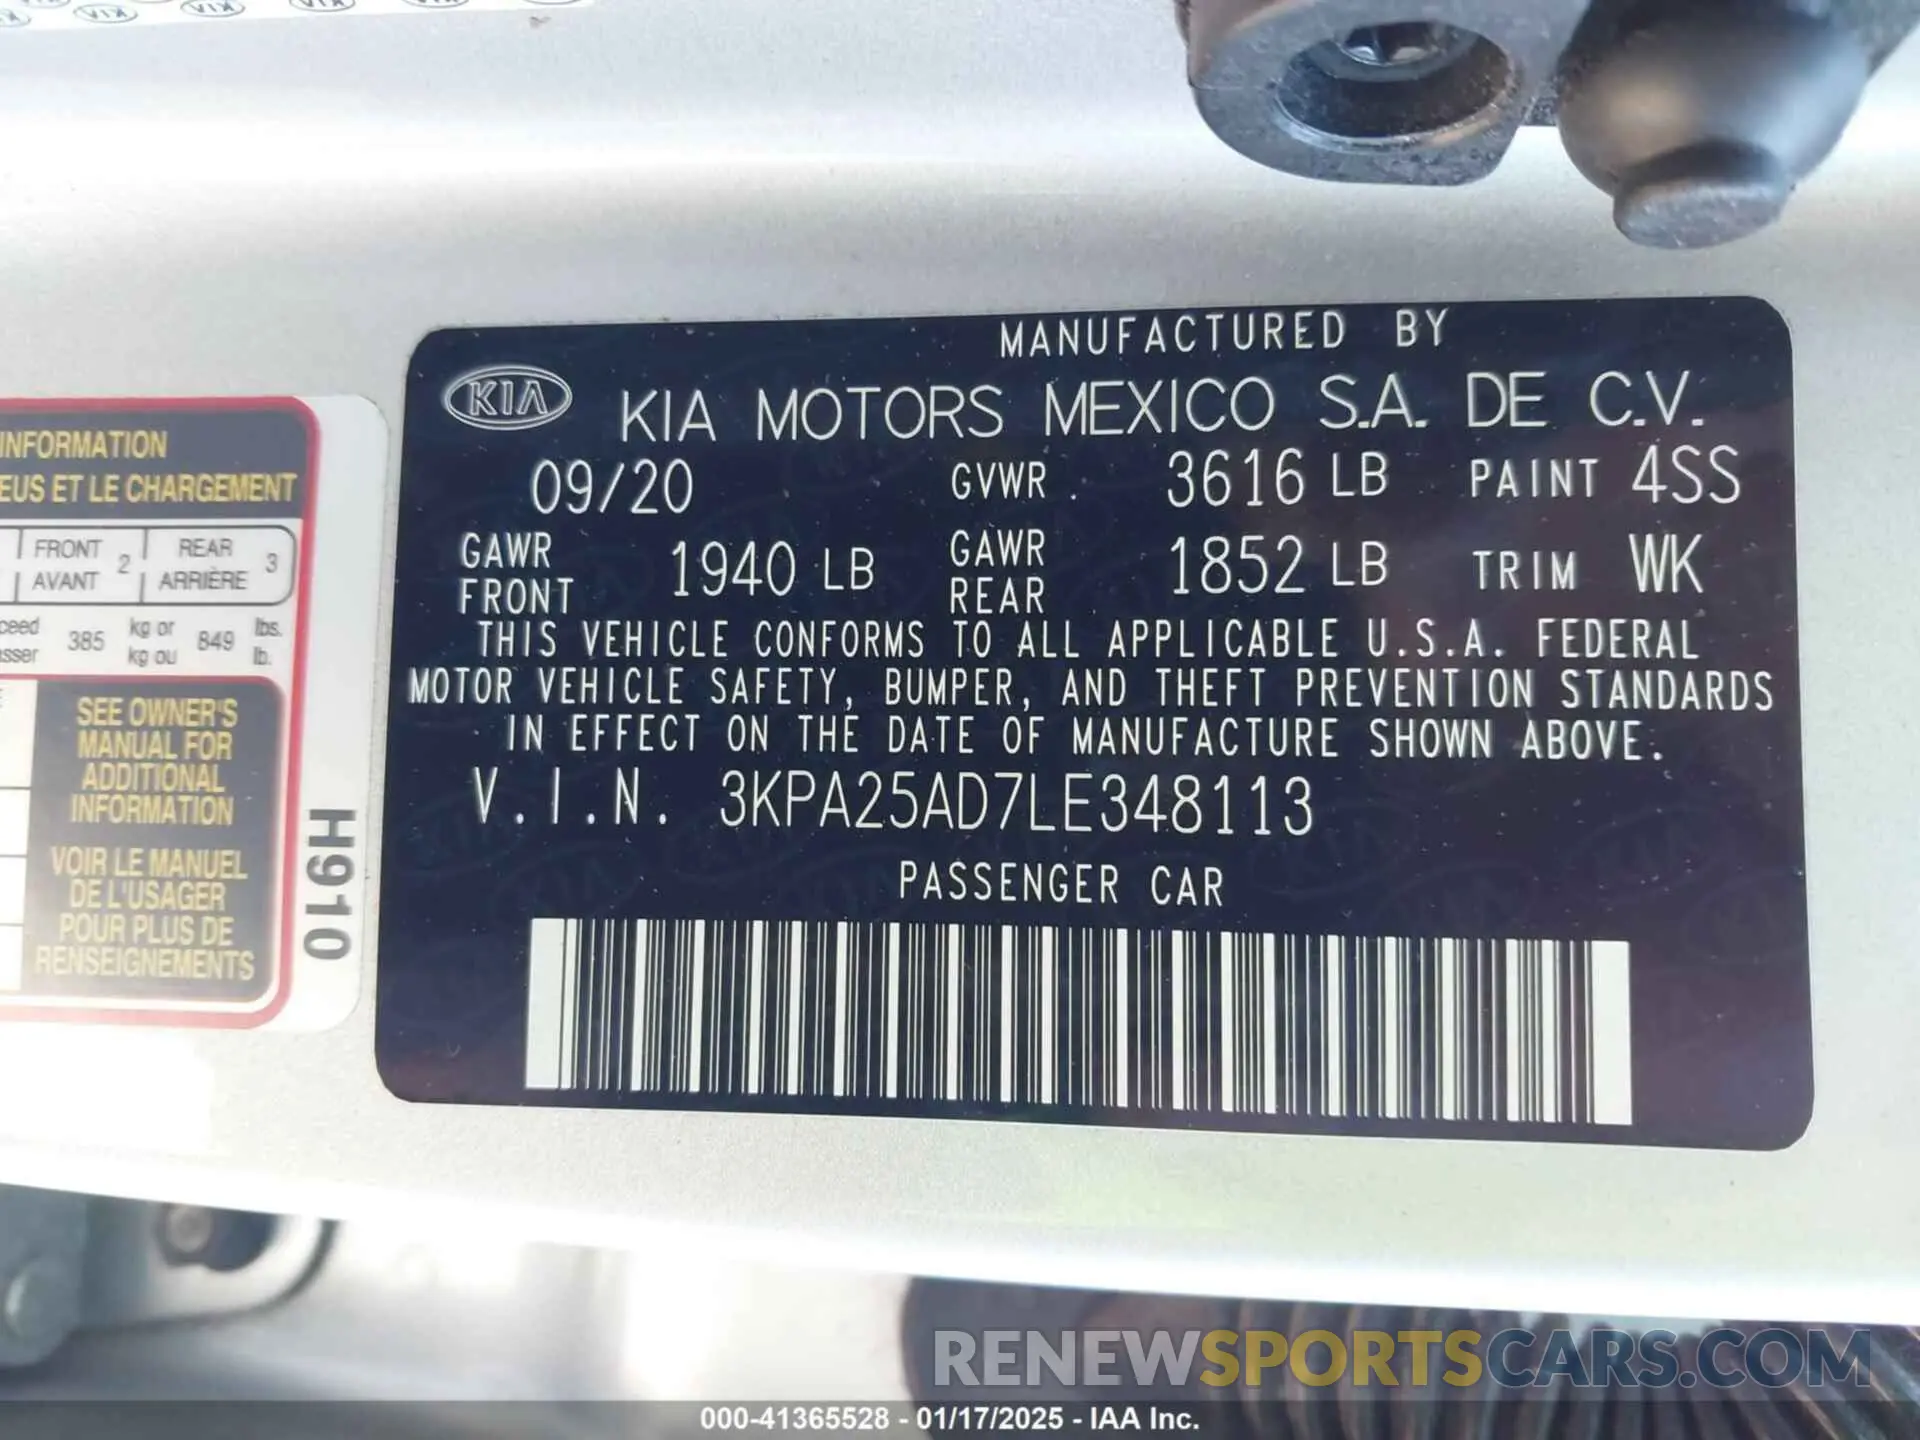 KIA KIA KIA
INFORMATION
EUS ET LE CHARGEMENT
FRONT 2 REAR 3
AVANT ARRIÈRE
ceed 385 kg or 849 lbs.
asser kg ou lb.
SEE OWNER'S
MANUAL FOR
ADDITIONAL
INFORMATION
VOIR LE MANUEL
DE L'USAGER
POUR PLUS DE
RENSEIGNEMENTS
H910
MANUFACTURED BY
KIA KIA MOTORS MEXICO S.A. DE C.V.
09/20 GVWR 3616 LB PAINT 4SS
GAWR FRONT 1940 LB GAWR REAR 1852 LB TRIM WK
THIS VEHICLE CONFORMS TO ALL APPLICABLE U.S.A. FEDERAL
MOTOR VEHICLE SAFETY, BUMPER, AND THEFT PREVENTION STANDARDS
IN EFFECT ON THE DATE OF MANUFACTURE SHOWN ABOVE.
V.I.N. 3KPA25AD7LE348113
PASSENGER CAR
RENEWSPORTSCARS.COM
000-41365528 - 01/17/2025 - IAA Inc.